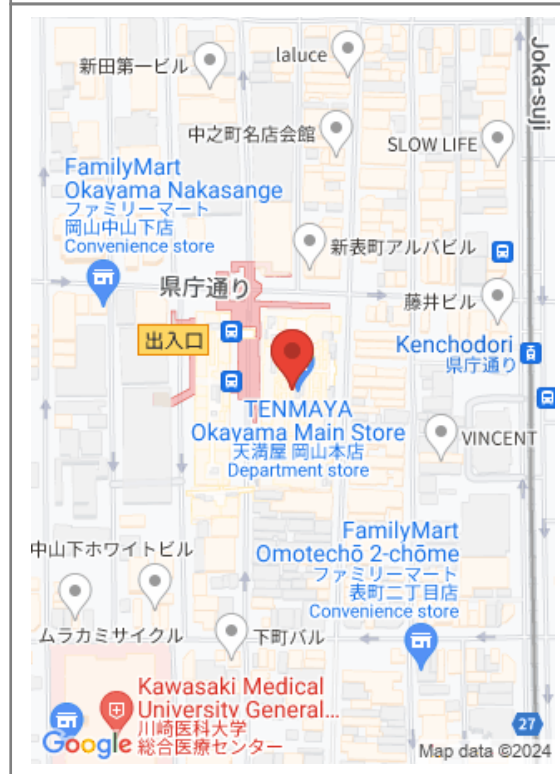 新田第一ビル
laluce
Joka-suji
中之町名店会館
SLOW LIFE
FamilyMart
Okayama Nakasange
ファミリーマート
岡山中山下店
Convenience store
新表町アルバビル
県庁通り
藤井ビル
出入口
Kenchodori
県庁通り
TENMAYA
Okayama Main Store
天満屋 岡山本店
Department store
VINCENT
FamilyMart
Omotechō 2-chōme
ファミリーマート
表町二丁目店
Convenience store
中山下ホワイトビル
ムラカミサイクル
下町バル
Kawasaki Medical
University General...
川崎医科大学
総合医療センター
27
Google
Map data ©2024